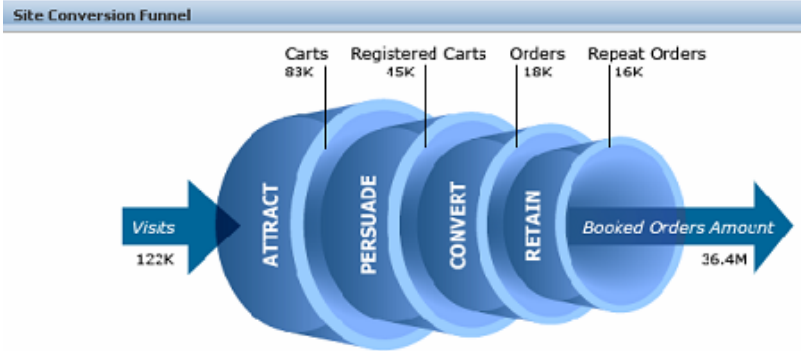 Site Conversion Funnel
Carts
83K
Registered Carts
45K
Orders
18K
Repeat Orders
16K
Visits
122K
ATTRACT
PERSUADE
CONVERT
RETAIN
Booked Orders Amount
36.4M